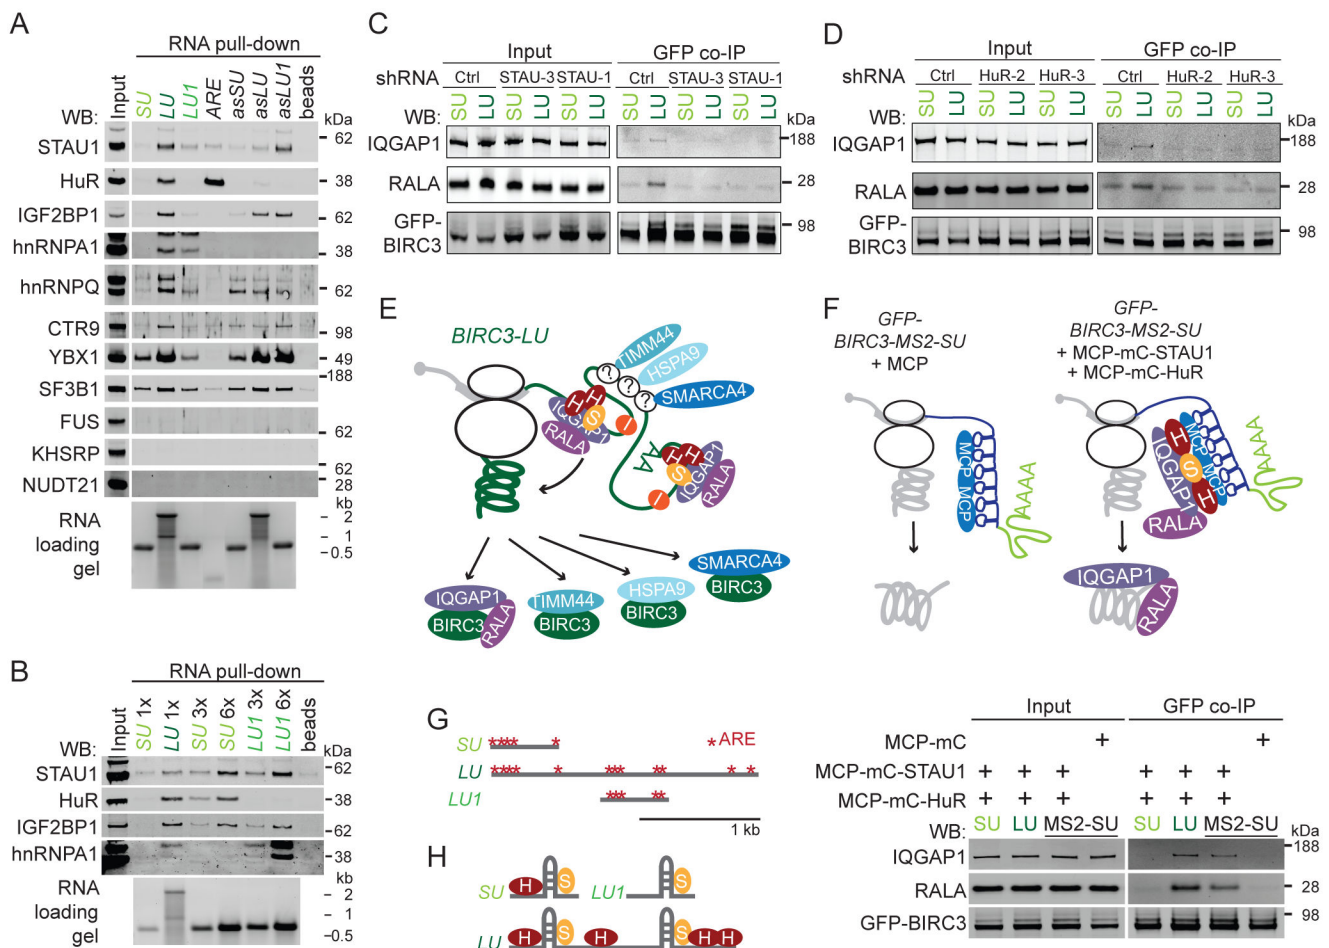 A
RNA pull-down
WB:
Input
SU
LU
LU1
ARE
asSU
asLU
asLU1
beads
kDa
STAU1
62
HuR
38
IGF2BP1
62
hnRNPA1
38
hnRNPQ
62
CTR9
98
YBX1
49
188
SF3B1
FUS
62
KHSRP
62
NUDT21
28
kb
RNA
loading
gel
2
1
0.5
B
RNA pull-down
WB:
Input
SU 1x
LU 1x
SU 3x
SU 6x
LU1 3x
LU1 6x
beads
kDa
STAU1
62
HuR
38
IGF2BP1
62
hnRNPA1
38
kb
RNA
loading
gel
2
1
0.5
C
Input GFP co-IP
shRNA Ctrl STAU-3 STAU-1 Ctrl STAU-3 STAU-1
WB: SU LU SU LU SU LU SU LU SU LU SU LU kDa
IQGAP1 188
RALA 28
GFP-
BIRC3
98
D
Input GFP co-IP
shRNA Ctrl HuR-2 HuR-3 Ctrl HuR-2 HuR-3
WB: SU LU SU LU SU LU SU LU SU LU SU LU kDa
IQGAP1 188
RALA 28
GFP-
BIRC3
98
E
BIRC3-LU
TIMM44
HSPA9
SMARCA4
? ? ?
H H
S
IQGAP1
RALA
I
AA
H H
S
IQGAP1
RALA
I
IQGAP1
BIRC3
RALA
TIMM44
BIRC3
HSPA9
BIRC3
SMARCA4
BIRC3
F
GFP-
BIRC3-MS2-SU
+ MCP
MCP MCP
AAAA
GFP-
BIRC3-MS2-SU
+ MCP-mC-STAU1
+ MCP-mC-HuR
H
S
H
MCP MCP
IQGAP1
RALA
AAAA
IQGAP1
RALA
Input GFP co-IP
MCP-mC + +
MCP-mC-STAU1 + + + + + +
MCP-mC-HuR + + + + + +
WB: SU LU MS2-SU SU LU MS2-SU kDa
IQGAP1 188
RALA 28
GFP-BIRC3 98
G
SU ***** * *ARE
LU
LU1
1 kb
H
SU H S LU1 S
LU H S H S H H